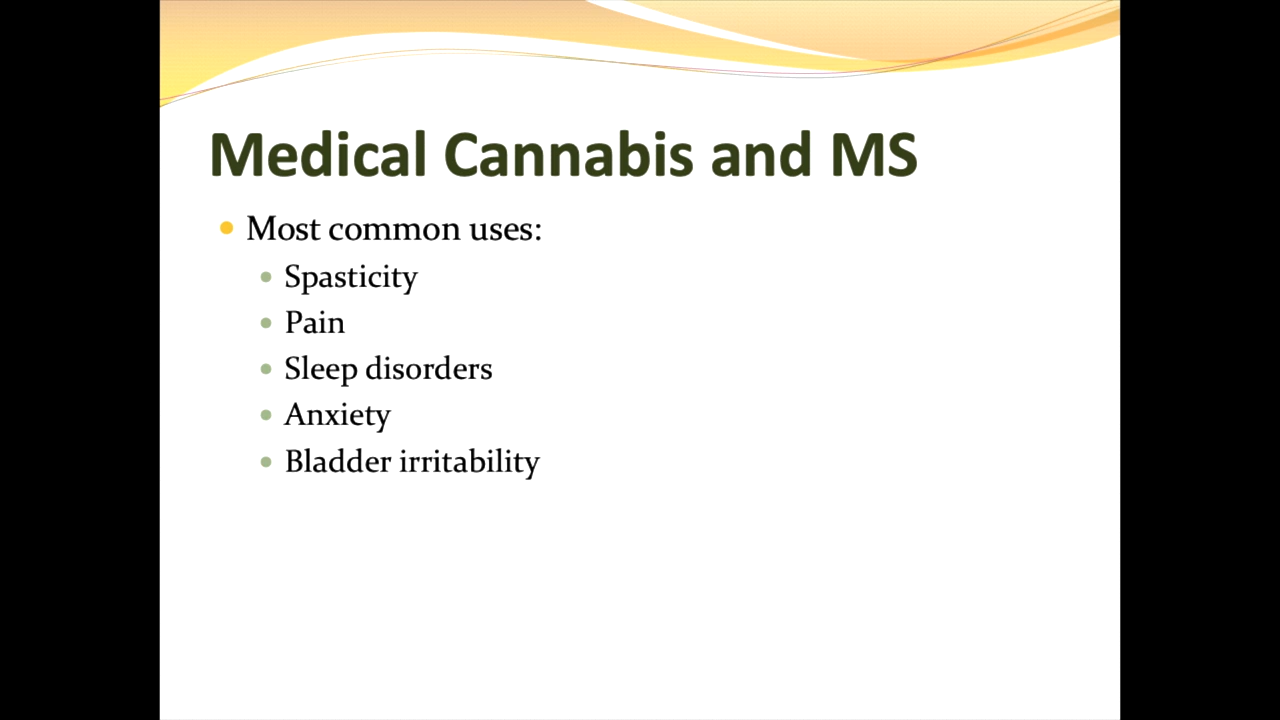 Medical Cannabis and MS
Most common uses:
Spasticity
Pain
Sleep disorders
Anxiety
Bladder irritability